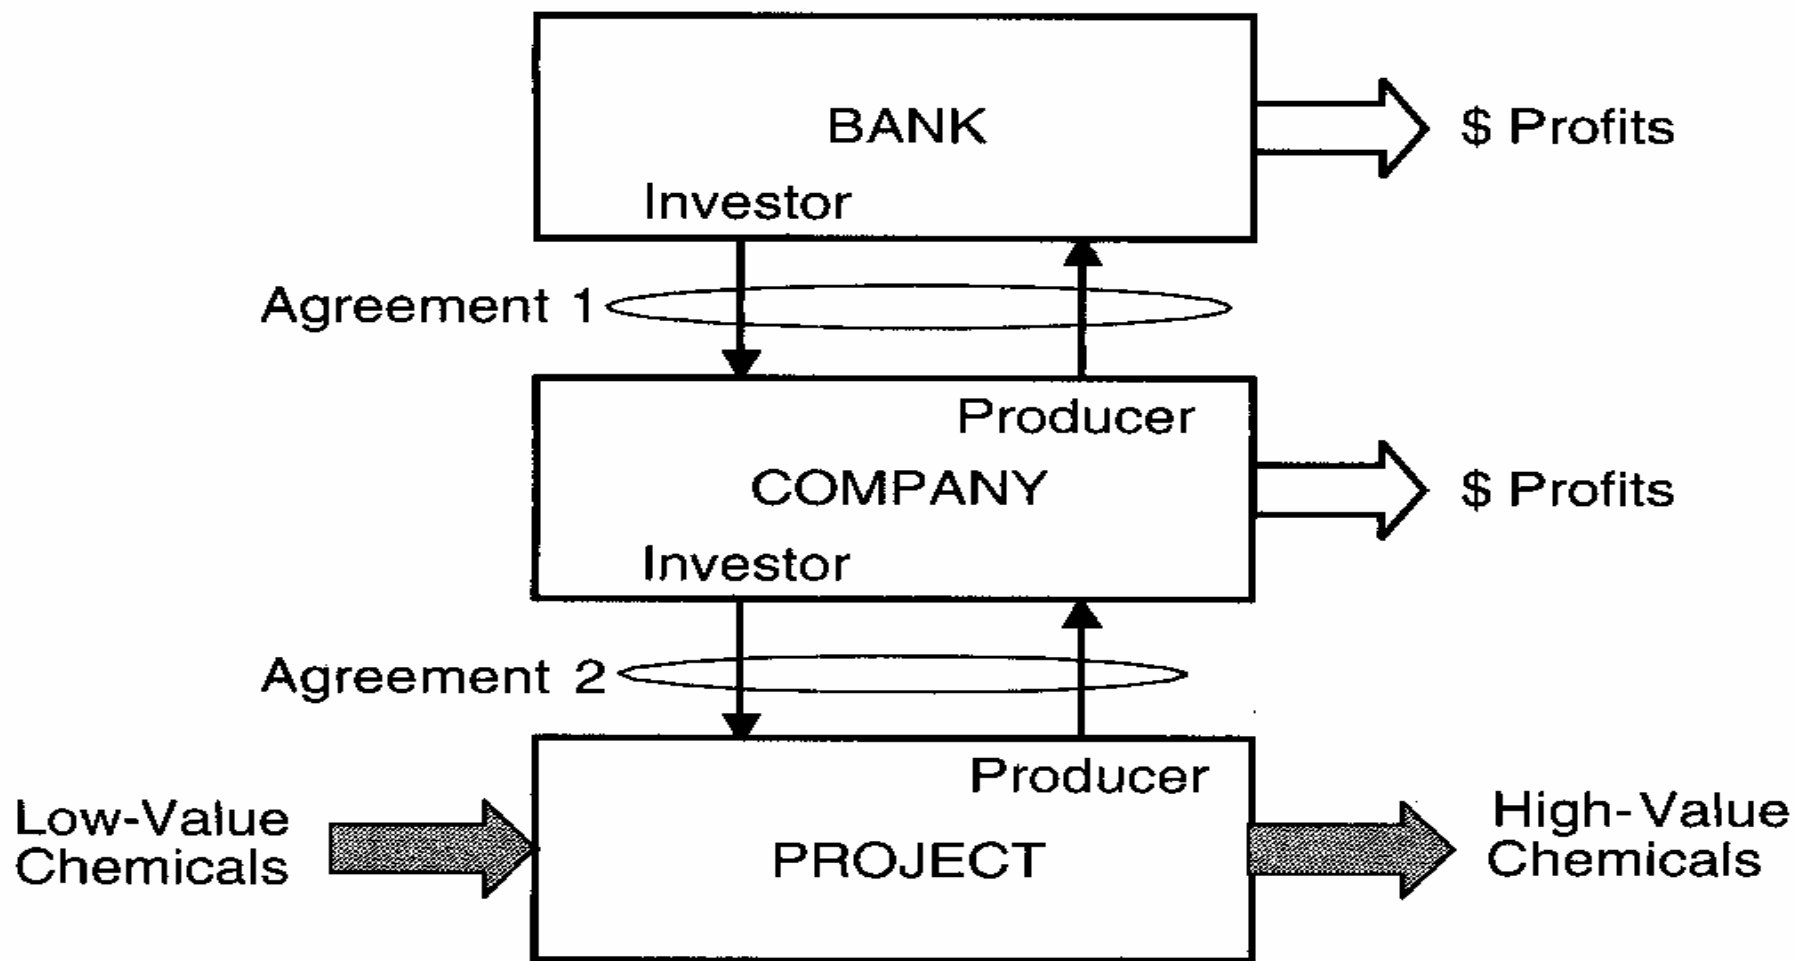 BANK
$ Profits
Investor
Agreement 1
Producer
COMPANY
$ Profits
Investor
Agreement 2
Producer
Low-Value
Chemicals
PROJECT
High-Value
Chemicals